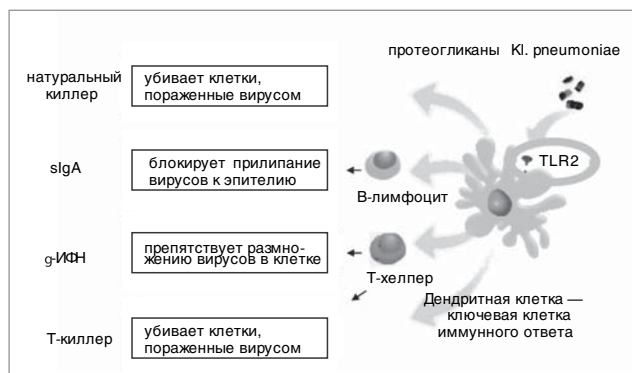 протеогликаны Kl. pneumoniae
натуральный
киллер
убивает клетки,
пораженные вирусом
TLR2
sIgA
блокирует прилипание
вирусов к эпителию
В-лимфоцит
g-ИФН
препятствует размно-
жению вирусов в клетке
Т-хелпер
Дендритная клетка —
ключевая клетка
иммунного ответа
Т-киллер
убивает клетки,
пораженные вирусом